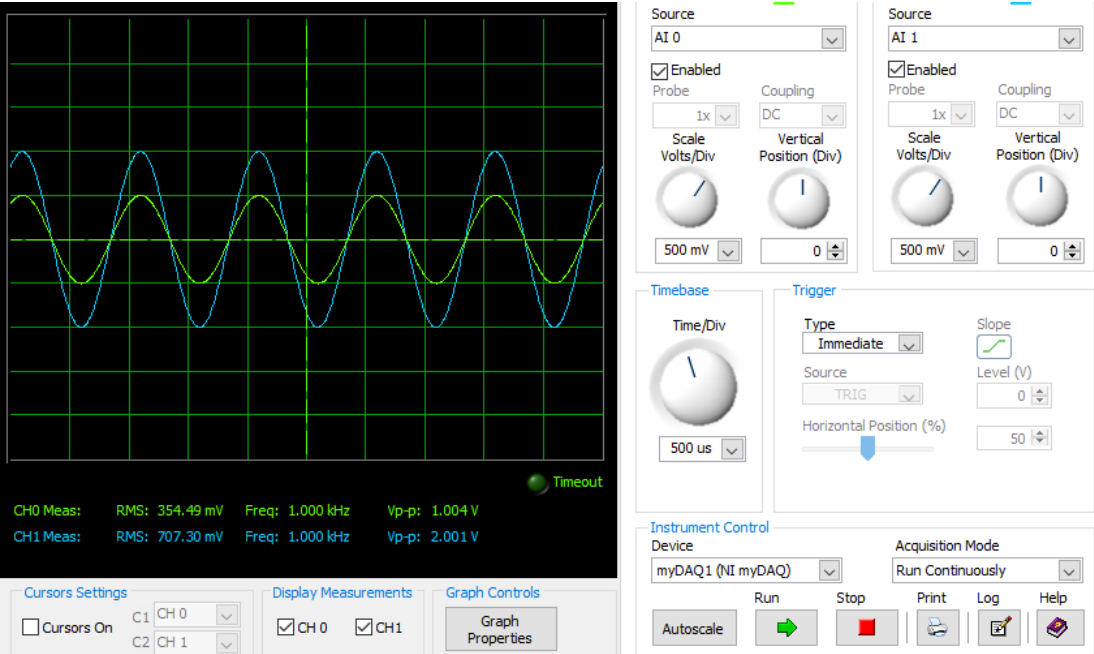 Source
AI 0
Enabled
Probe Coupling
1x DC
Scale Volts/Div
Vertical Position (Div)
500 mV 0
Source
AI 1
Enabled
Probe Coupling
1x DC
Scale Volts/Div
Vertical Position (Div)
500 mV 0
Timeout
CH0 Meas: RMS: 354.49 mV Freq: 1.000 kHz Vp-p: 1.004 V
CH1 Meas: RMS: 707.30 mV Freq: 1.000 kHz Vp-p: 2.001 V
Timebase
Time/Div
500 us
Trigger
Type
Immediate
Slope
Source
TRIG
Level (V)
0
Horizontal Position (%)
50
Cursors Settings
Cursors On
C1 CH 0
C2 CH 1
Display Measurements
CH 0 CH1
Graph Controls
Graph
Properties
Instrument Control
Device
myDAQ1 (NI myDAQ)
Acquisition Mode
Run Continuously
Run Stop Print Log Help
Autoscale